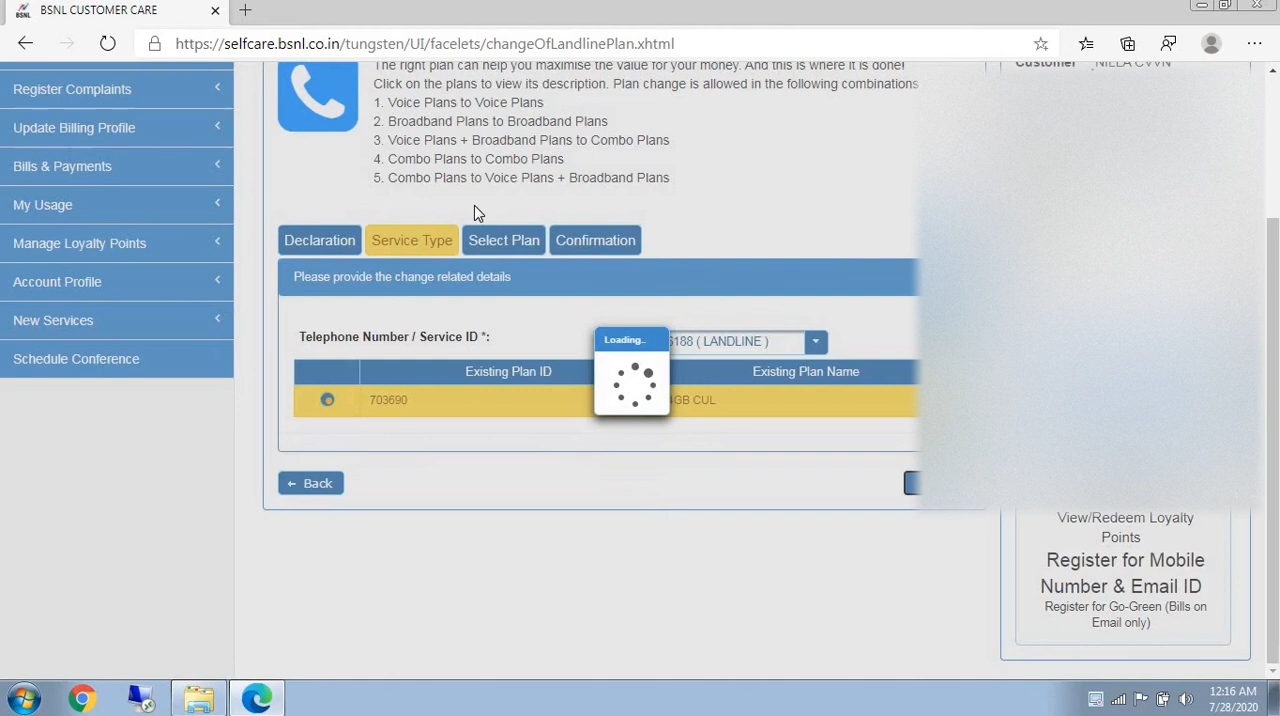 BSNL CUSTOMER CARE
BSNL
https://selfcare.bsnl.co.in/tungsten/UI/facelets/changeOfLandlinePlan.xhtml
Register Complaints
Update Billing Profile
Bills & Payments
My Usage
Manage Loyalty Points
Account Profile
New Services
Schedule Conference
The right plan can help you maximise the value for your money. And this is where it is done!
Click on the plans to view its description. Plan change is allowed in the following combinations
1. Voice Plans to Voice Plans
2. Broadband Plans to Broadband Plans
3. Voice Plans + Broadband Plans to Combo Plans
4. Combo Plans to Combo Plans
5. Combo Plans to Voice Plans + Broadband Plans
Declaration Service Type Select Plan Confirmation
Please provide the change related details
Telephone Number / Service ID *: 188 ( LANDLINE )
Loading..
Existing Plan ID Existing Plan Name
703690 GB CUL
← Back
Customer
View/Redeem Loyalty
Points
Register for Mobile
Number & Email ID
Register for Go-Green (Bills on
Email only)
12:16 AM
7/28/2020